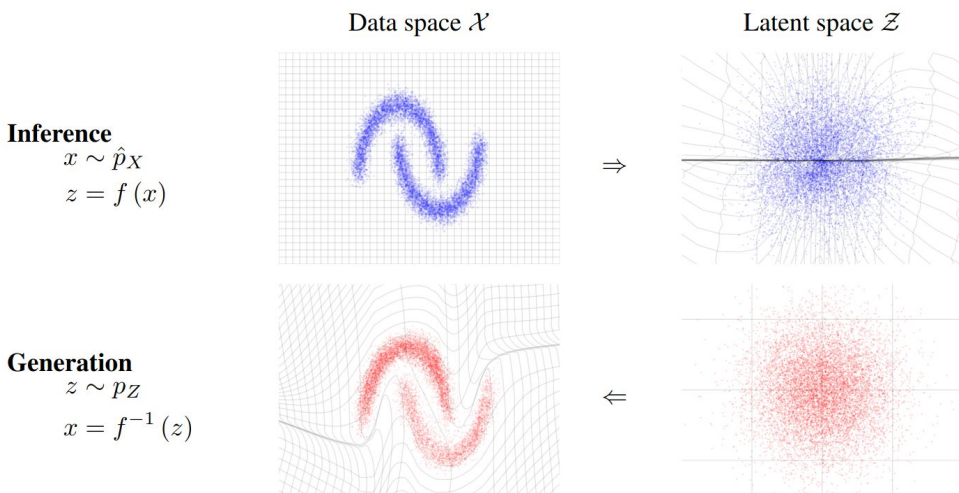 Data space 𝒳
Latent space 𝒵
Inference
x ∼ p̂_X
z = f (x)
⇒
Generation
z ∼ p_Z
x = f⁻¹ (z)
⇐